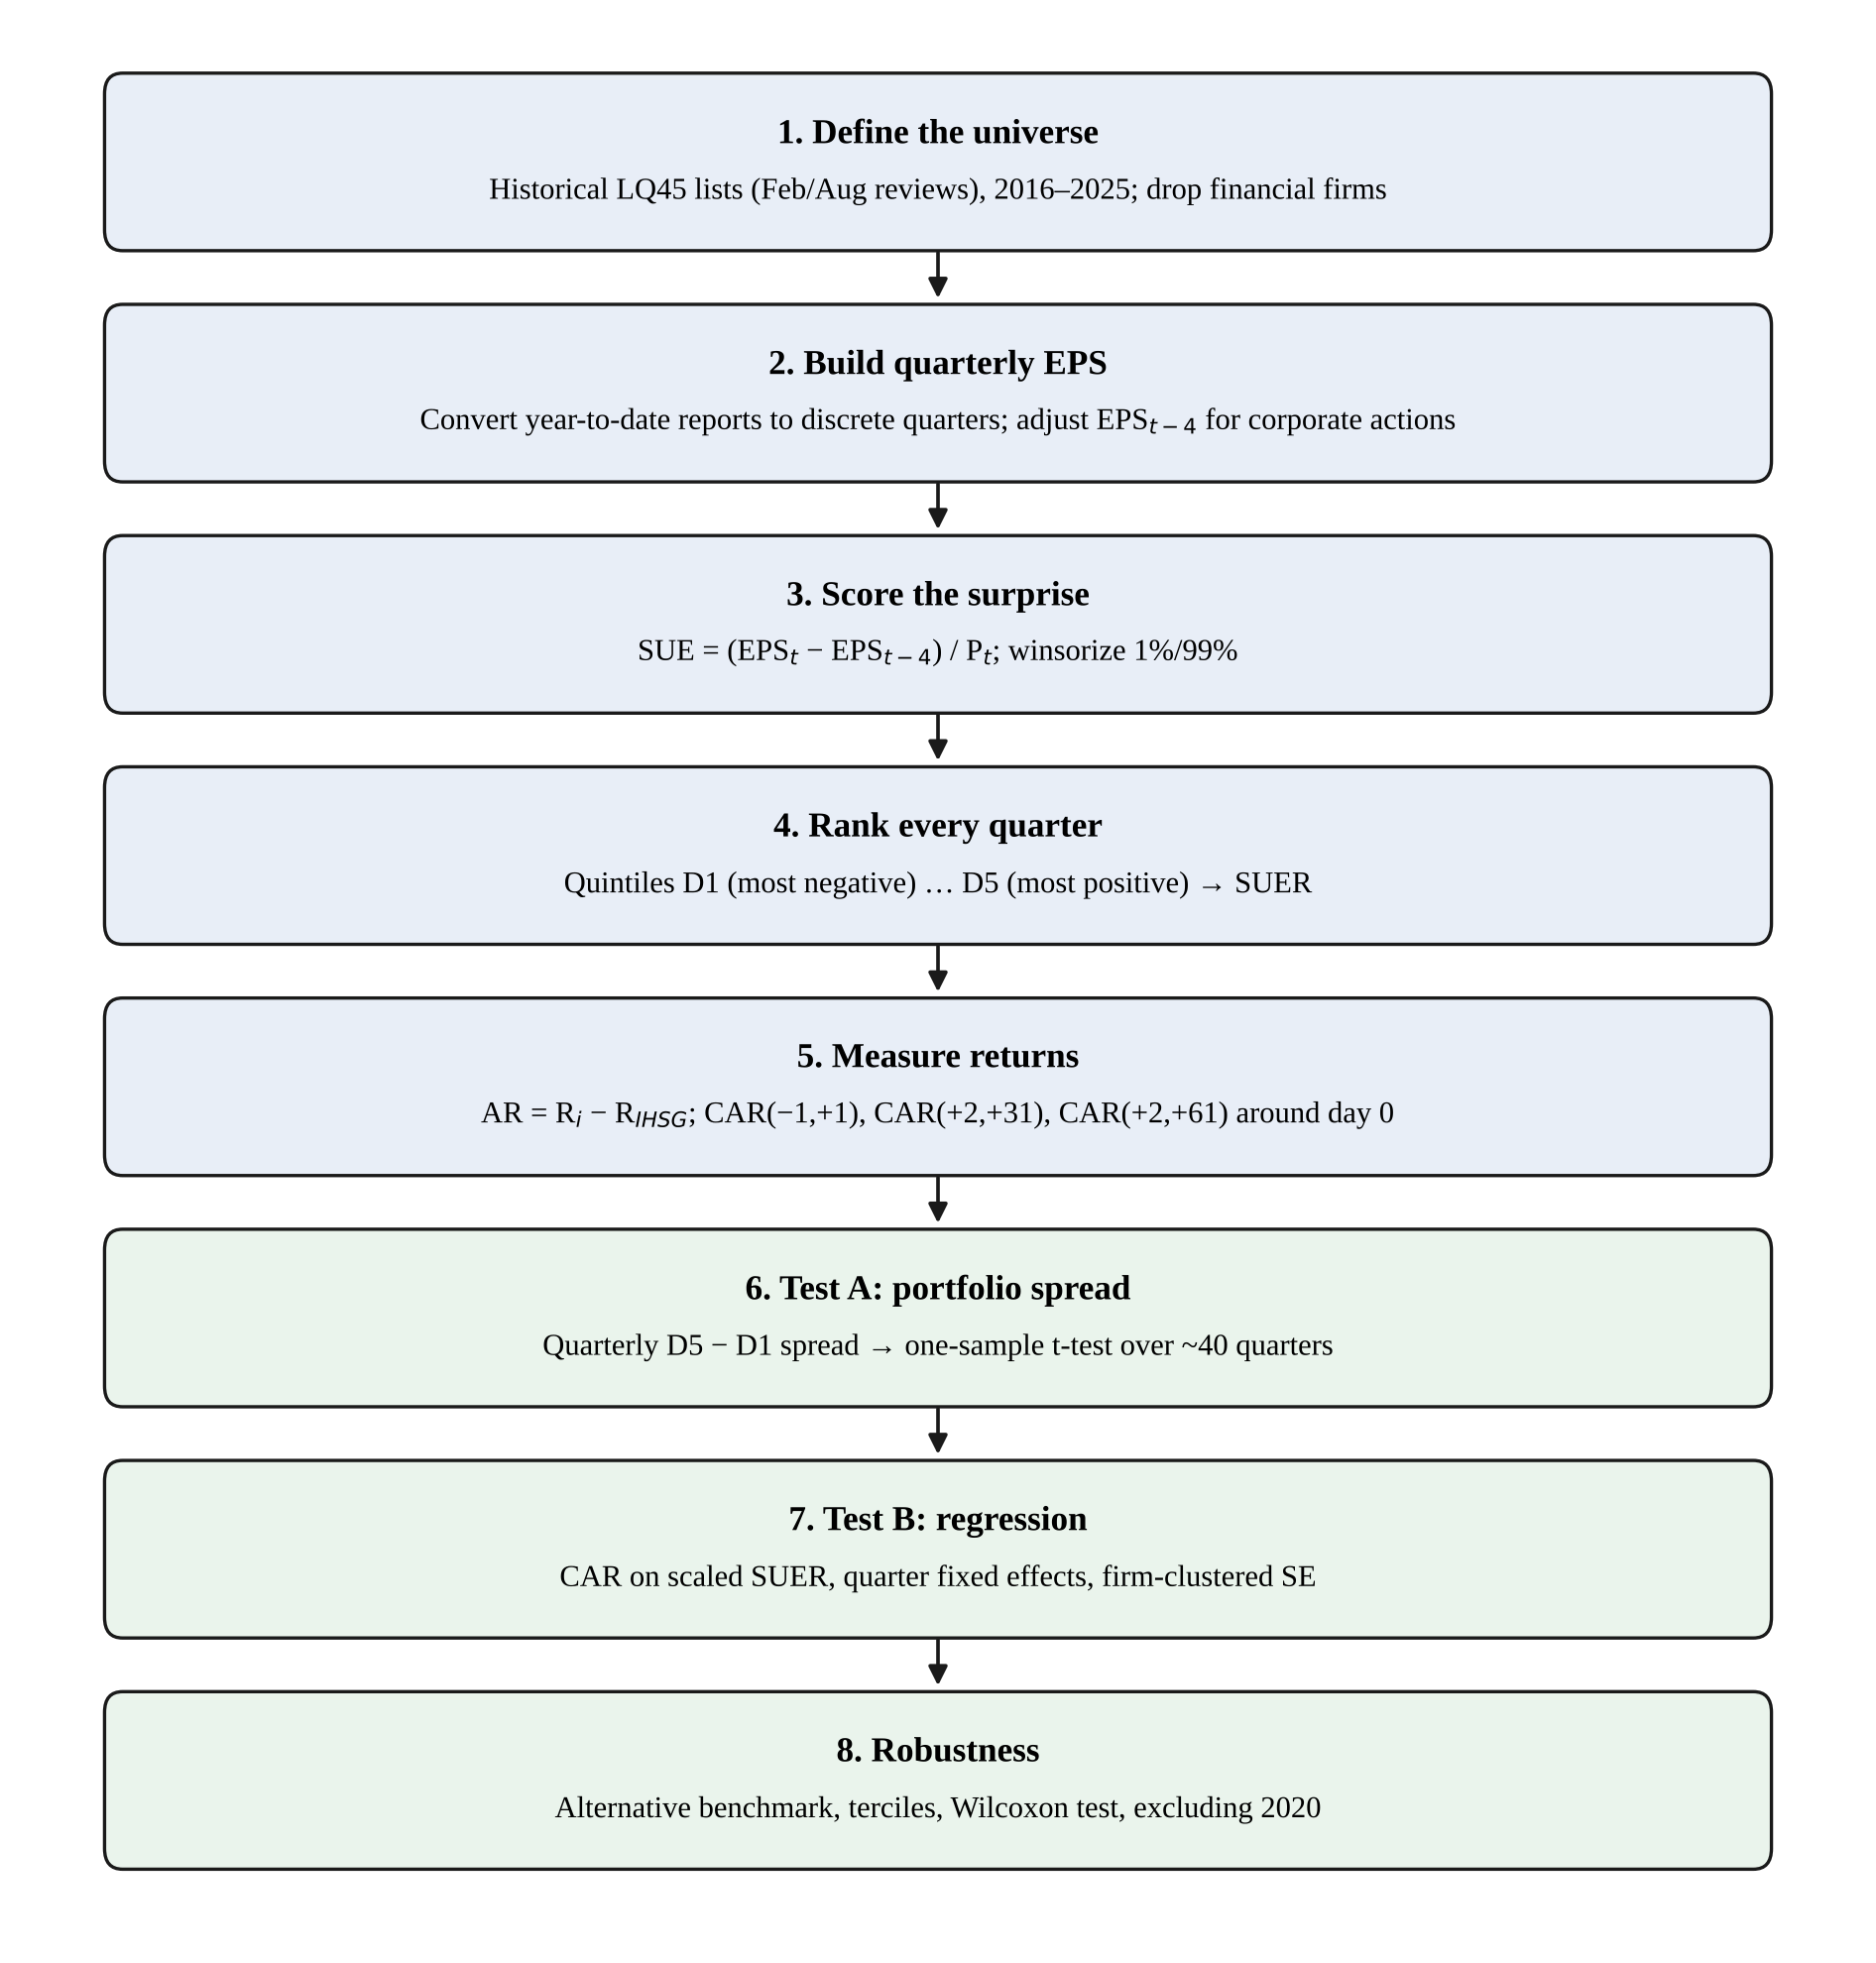 1. Define the universe
Historical LQ45 lists (Feb/Aug reviews), 2016–2025; drop financial firms
2. Build quarterly EPS
Convert year-to-date reports to discrete quarters; adjust EPSₜ₋₄ for corporate actions
3. Score the surprise
SUE = (EPSₜ − EPSₜ₋₄) / Pₜ; winsorize 1%/99%
4. Rank every quarter
Quintiles D1 (most negative) … D5 (most positive) → SUER
5. Measure returns
AR = Rᵢ − R_IHSG; CAR(−1,+1), CAR(+2,+31), CAR(+2,+61) around day 0
6. Test A: portfolio spread
Quarterly D5 − D1 spread → one-sample t-test over ~40 quarters
7. Test B: regression
CAR on scaled SUER, quarter fixed effects, firm-clustered SE
8. Robustness
Alternative benchmark, terciles, Wilcoxon test, excluding 2020